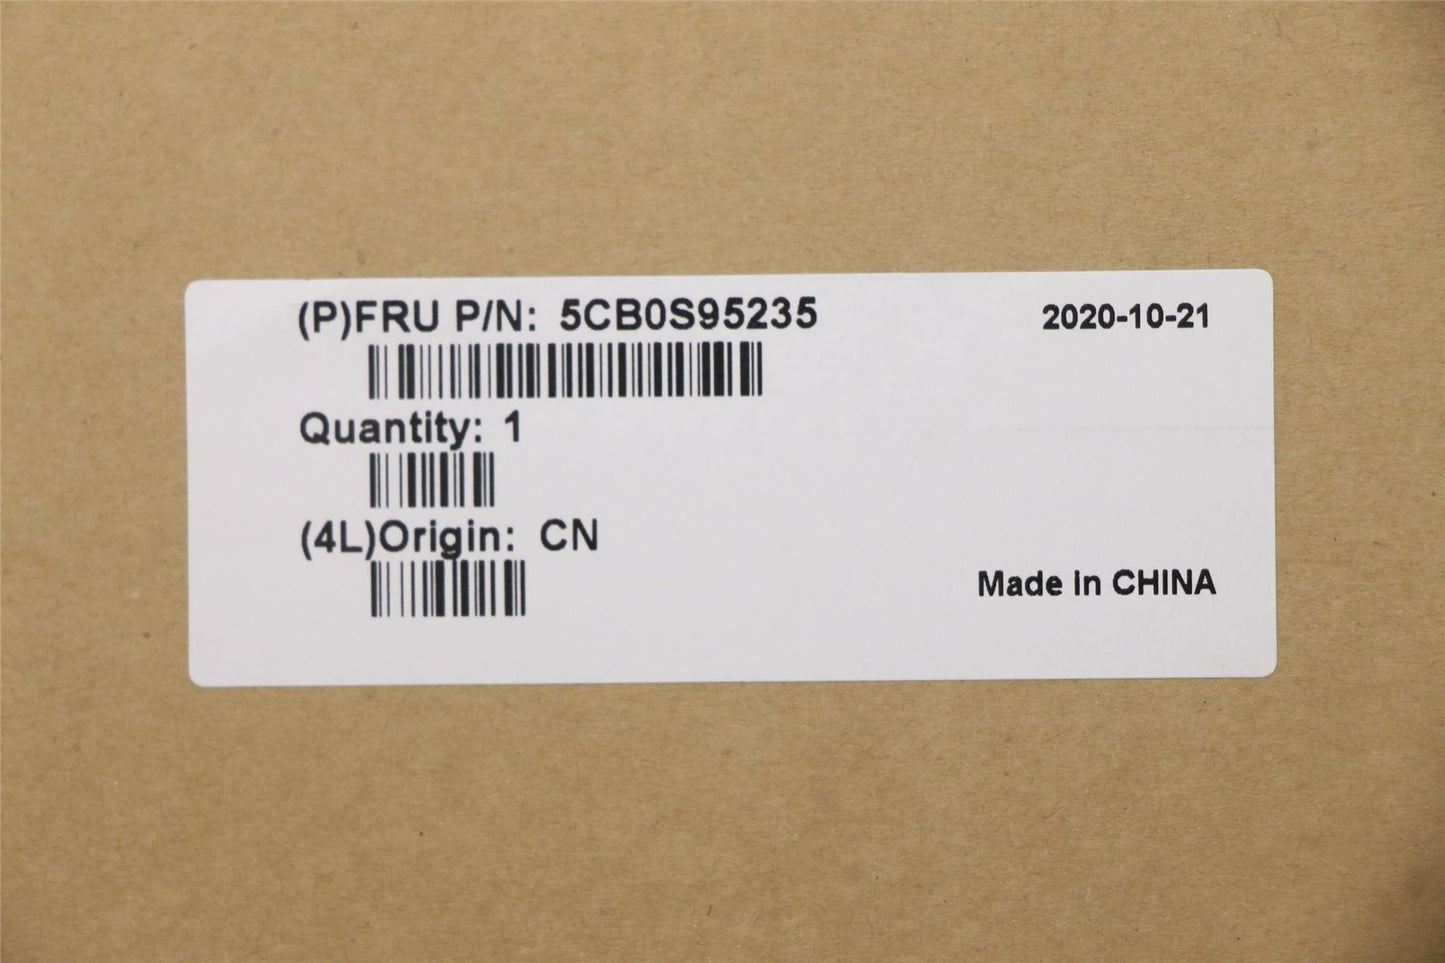 (P)FRU P/N: 5CB0S95235
2020-10-21
Quantity: 1
(4L)Origin: CN
Made in CHINA